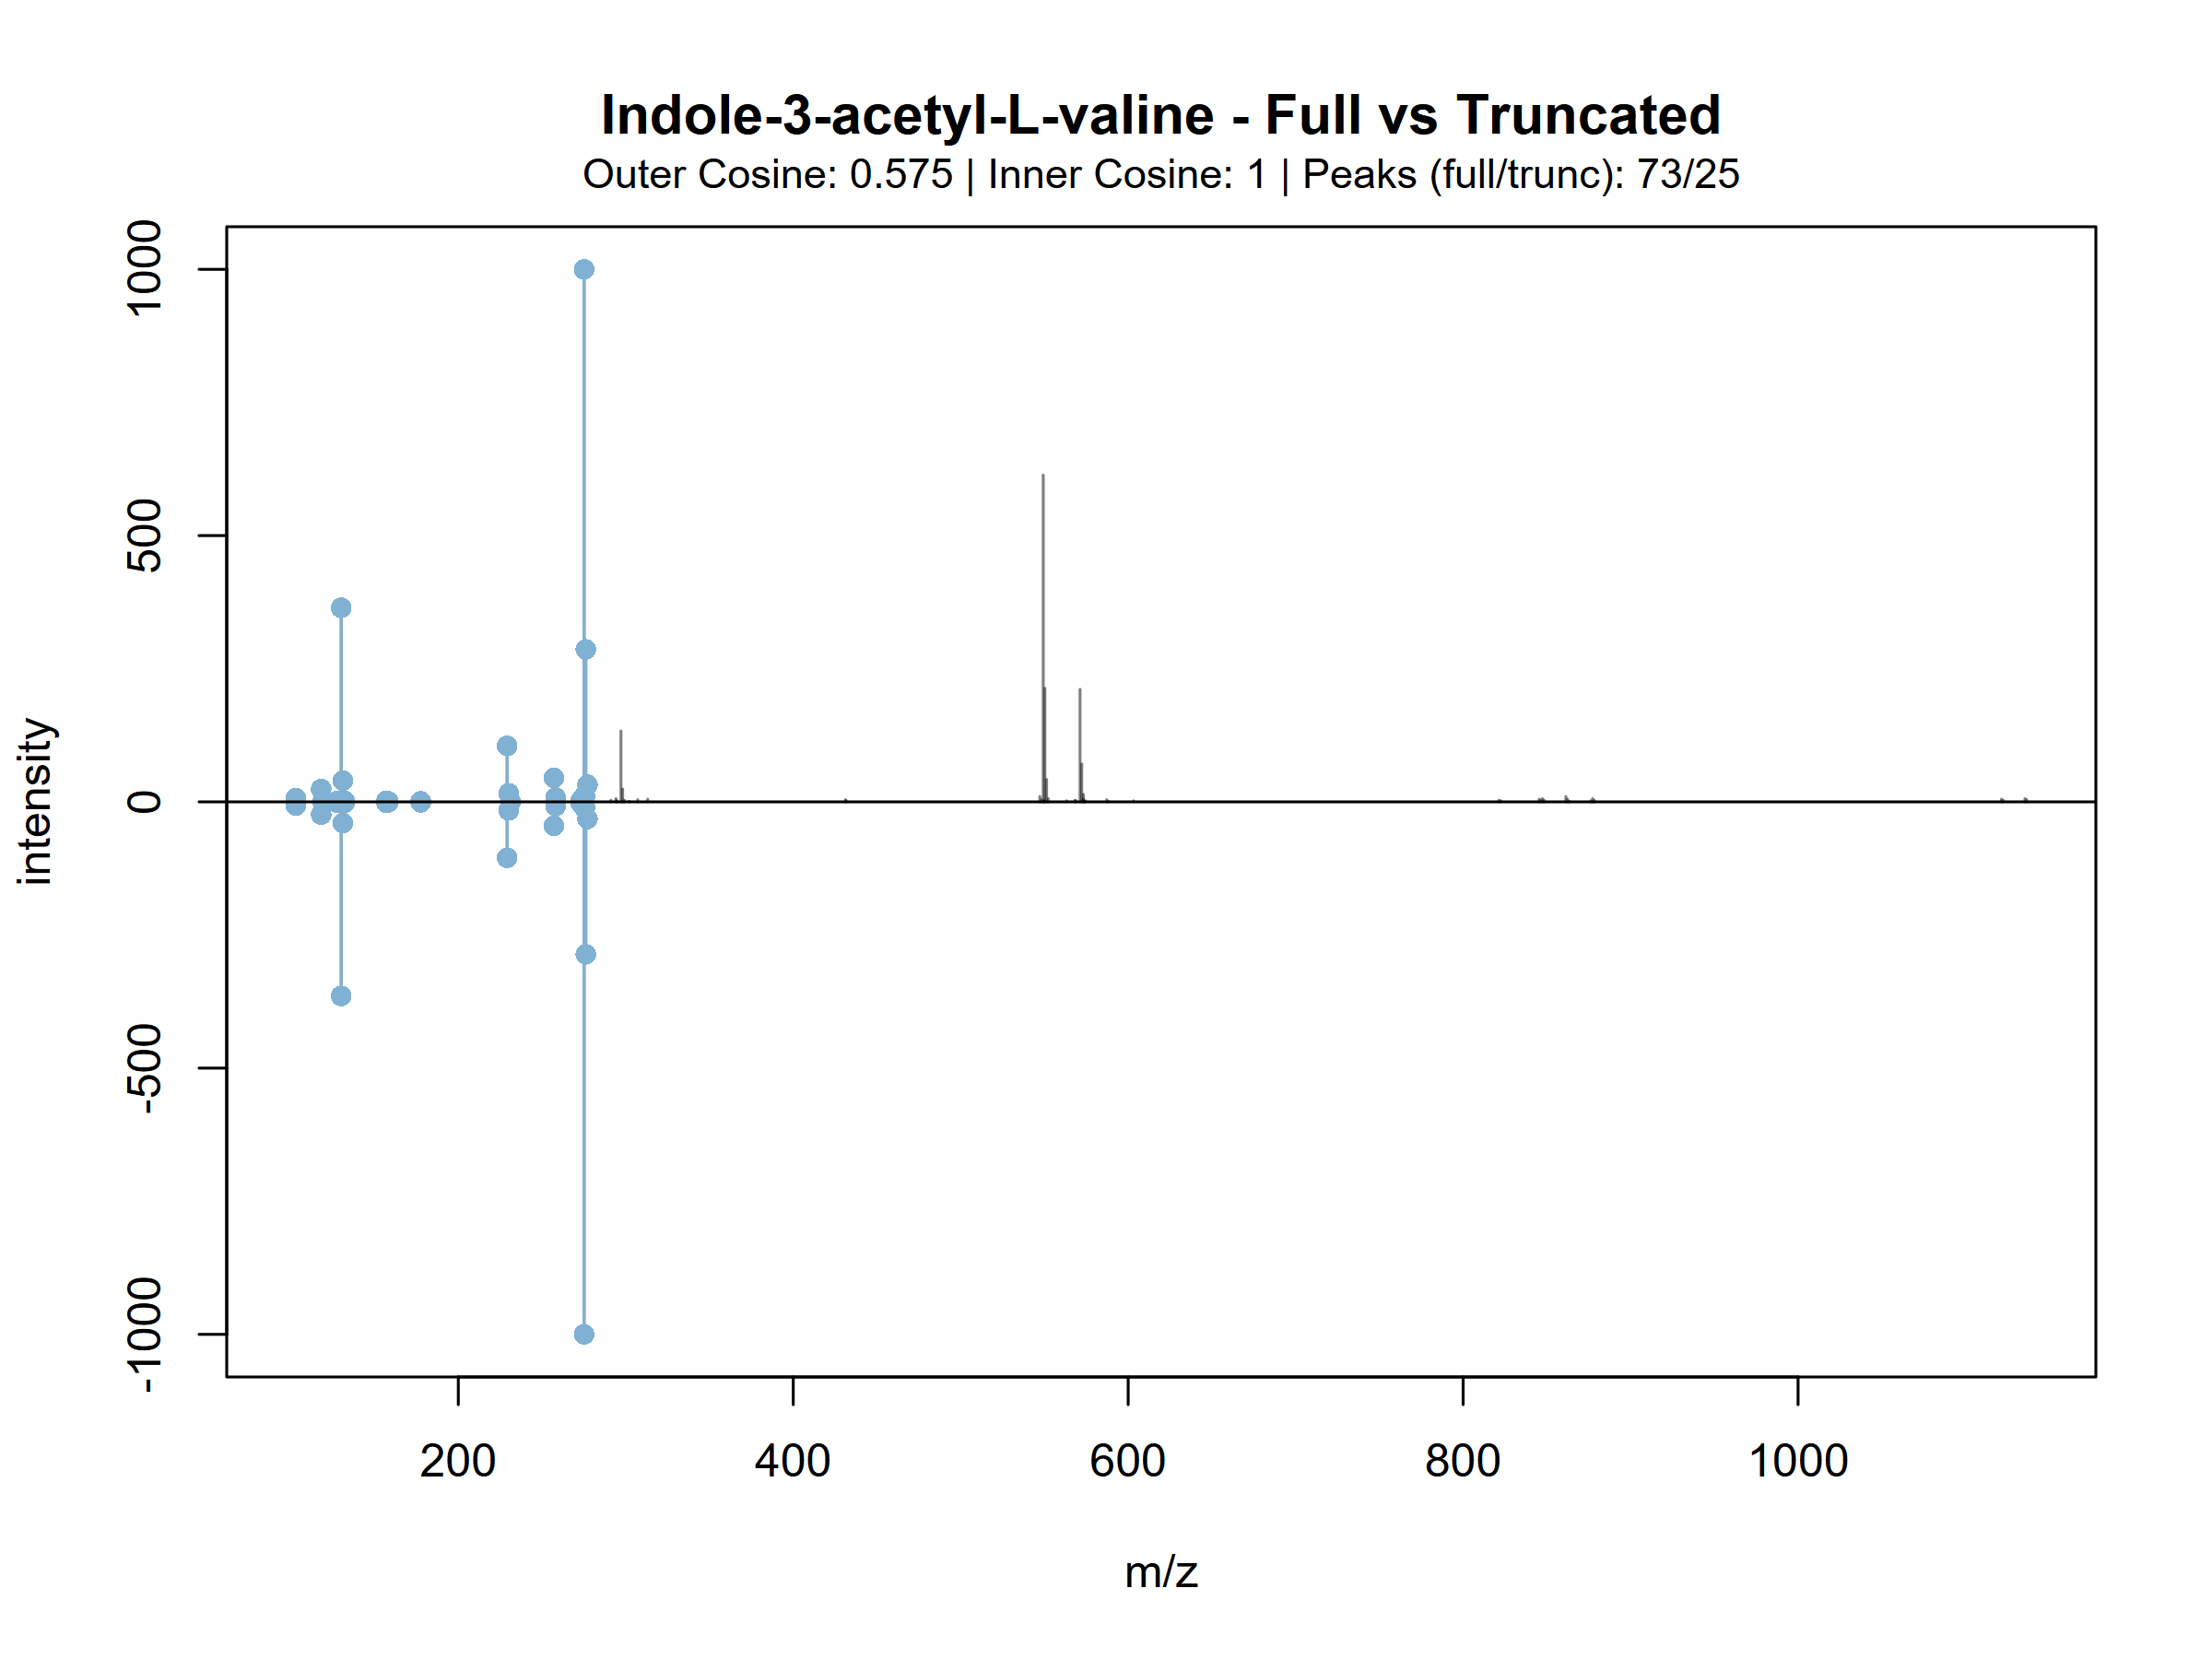 Indole-3-acetyl-L-valine - Full vs Truncated
Outer Cosine: 0.575 | Inner Cosine: 1 | Peaks (full/trunc): 73/25
1000
500
0
-500
-1000
intensity
200 400 600 800 1000
m/z